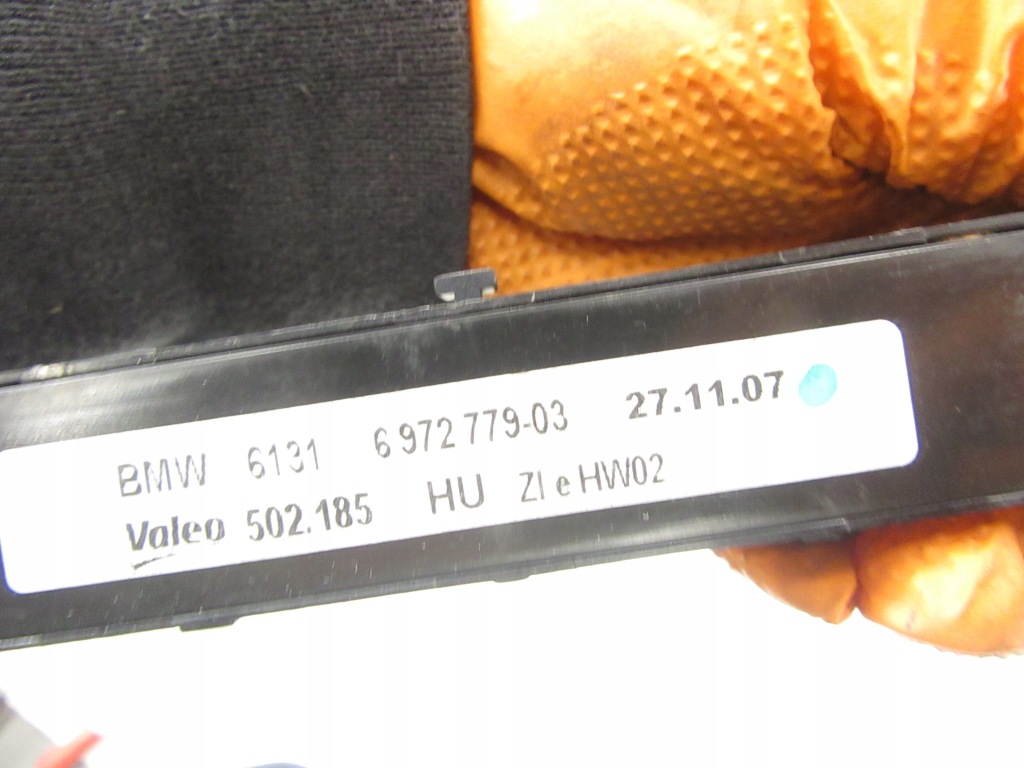 BMW 6131 6 972 779-03 27.11.07
Valeo 502.185 HU ZI e HW02